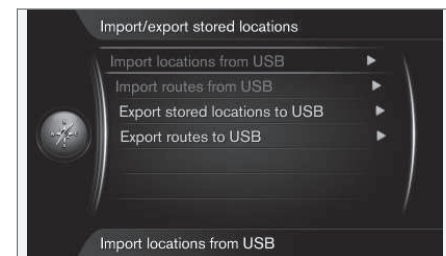 Import/export stored locations
Import locations from USB
Import routes from USB
Export stored locations to USB
Export routes to USB
Import locations from USB